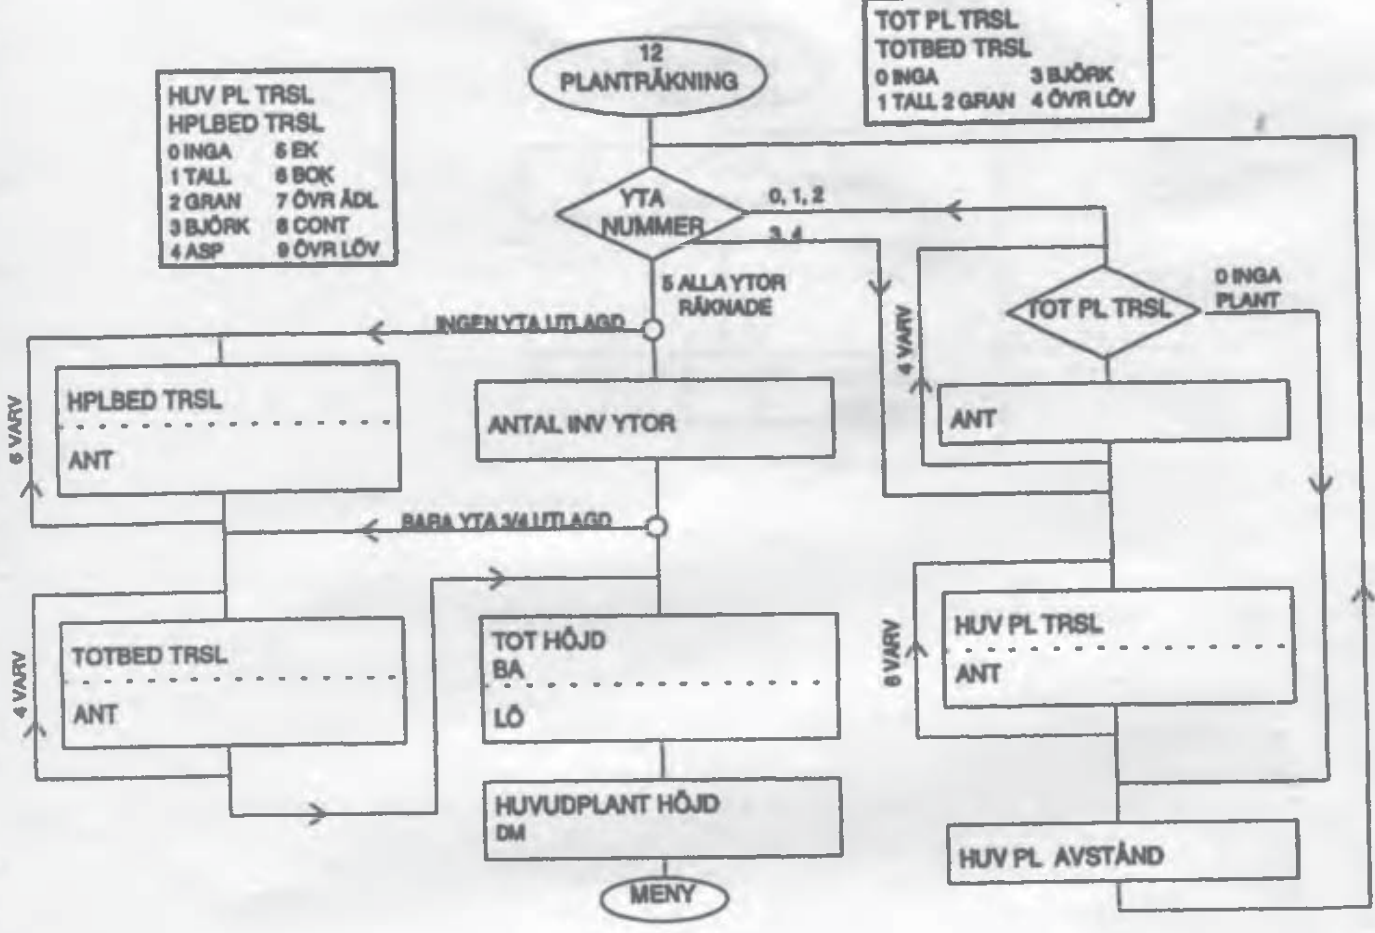 TOT PL TRSL
TOTBED TRSL
0 INGA 3 BJÖRK
1 TALL 2 GRAN 4 ÖVR LÖV
12
PLANTRÄKNING
HUV PL TRSL
HPLBED TRSL
0 INGA 5 EK
1 TALL 6 BOK
2 GRAN 7 ÖVR ÄDL
3 BJÖRK 8 CONT
4 ASP 9 ÖVR LÖV
YTA
NUMMER
0, 1, 2
3, 4
5 ALLA YTOR
RÄKNADE
INGEN YTA UTLAGD
TOT PL TRSL
0 INGA
PLANT
4 VARV
HPLBED TRSL
ANT
6 VARV
ANTAL INV YTOR
ANT
BARA YTA 3/4 UTLAGD
TOTBED TRSL
ANT
4 VARV
TOT HÖJD
BA
LÖ
HUV PL TRSL
ANT
6 VARV
HUVUDPLANT HÖJD
DM
HUV PL AVSTÅND
MENY